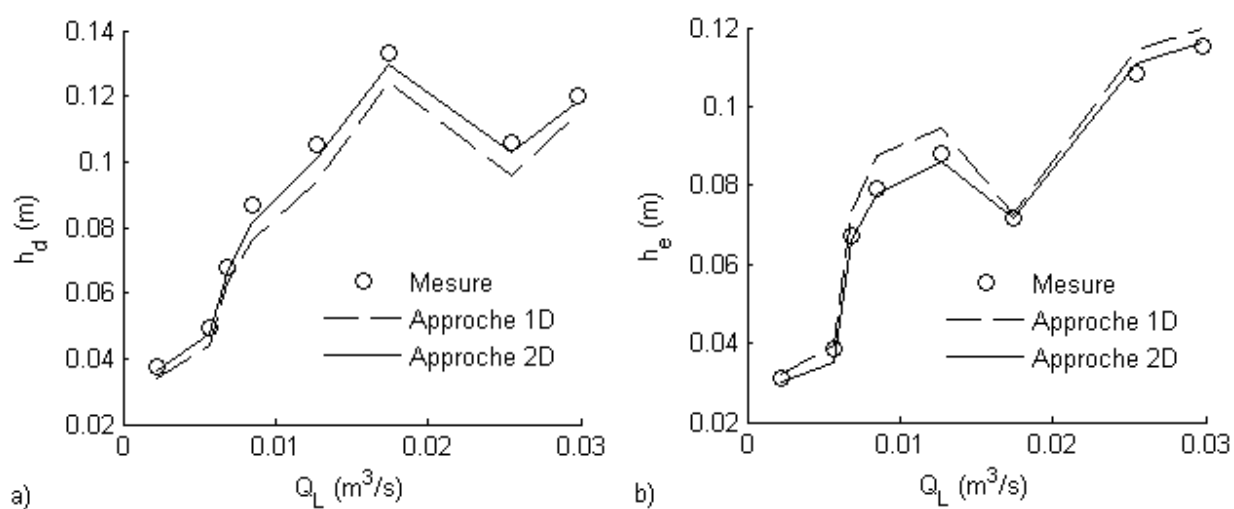 0.14
0.12
0.1
0.08
0.06
0.04
0.02
h_d (m)
Mesure
Approche 1D
Approche 2D
0 0.01 0.02 0.03
Q_L (m³/s)
a)
0.12
0.1
0.08
0.06
0.04
0.02
h_e (m)
Mesure
Approche 1D
Approche 2D
0 0.01 0.02 0.03
Q_L (m³/s)
b)